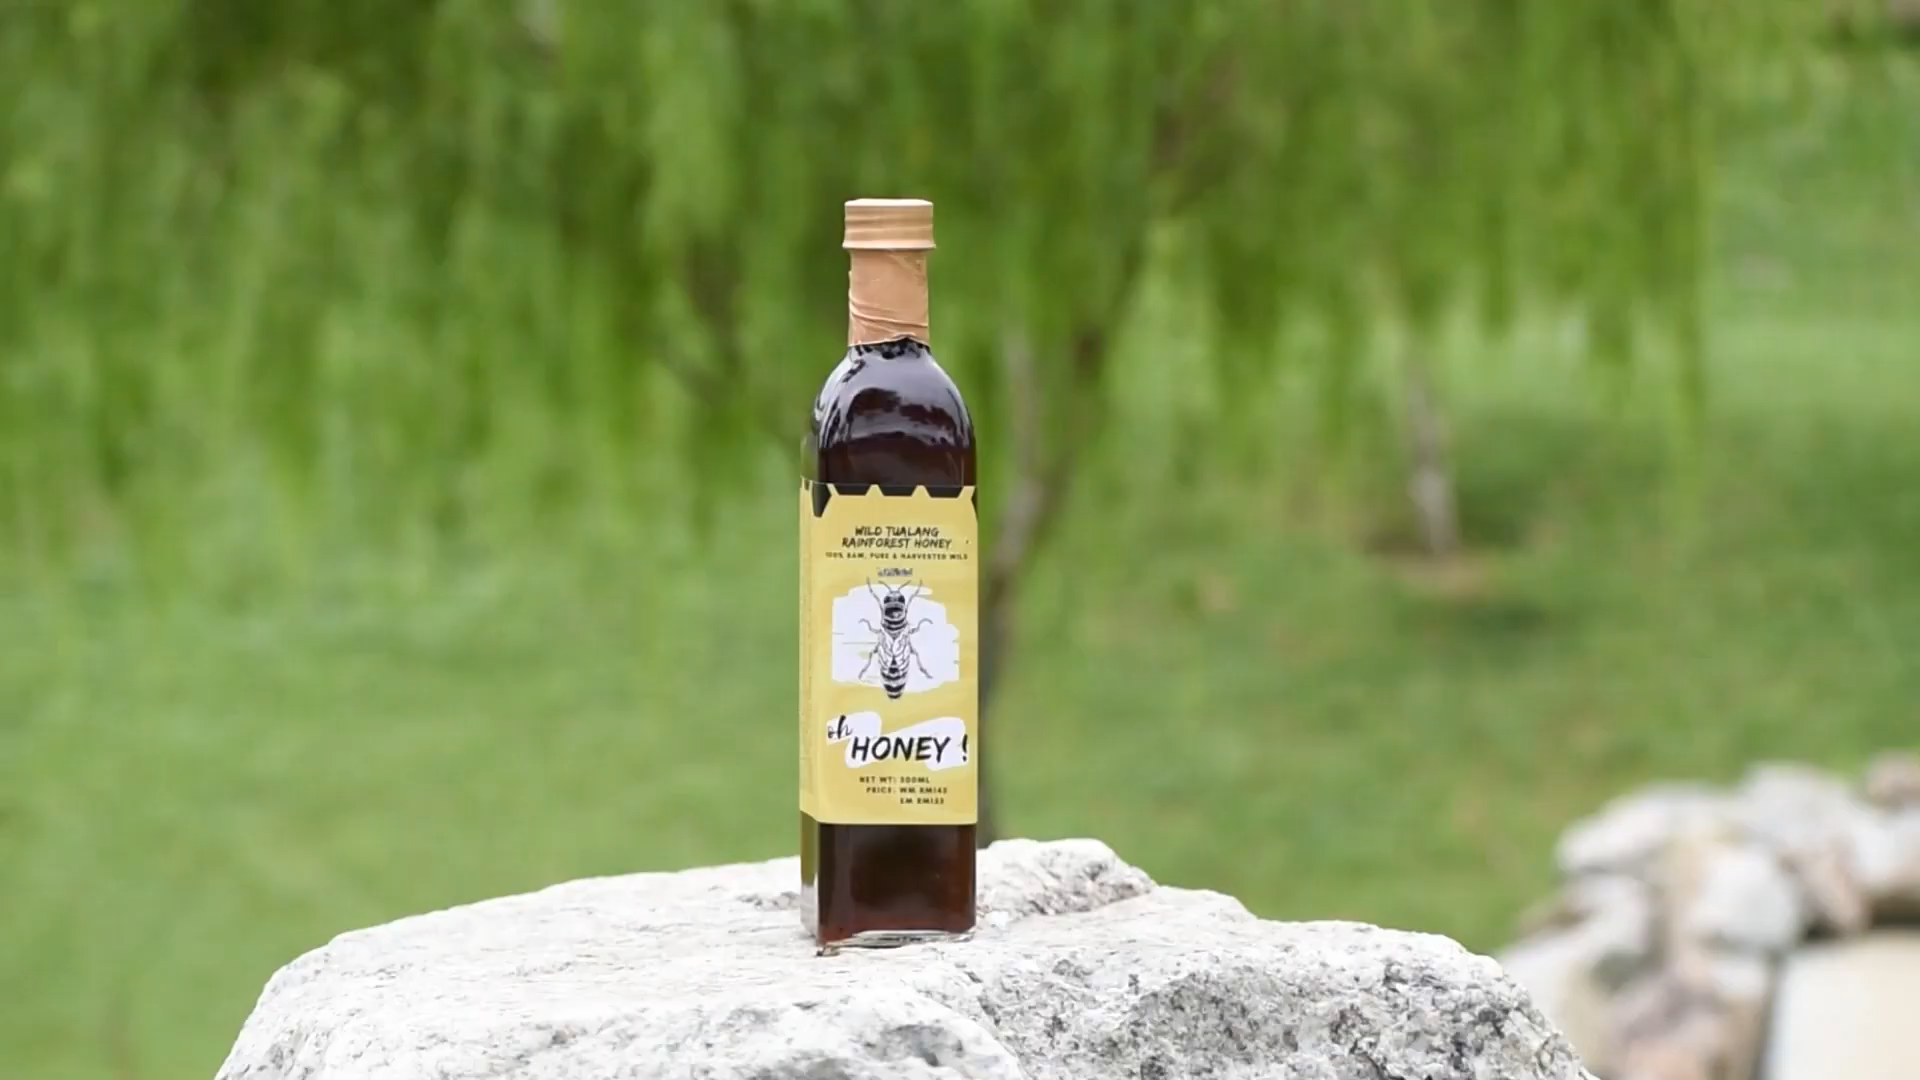 WILD TUALANG
RAINFOREST HONEY
100% RAW, PURE & HARVESTED WILD
oh
HONEY !
NET WT: 500ML
PRICE: WM RM145
EM RM155